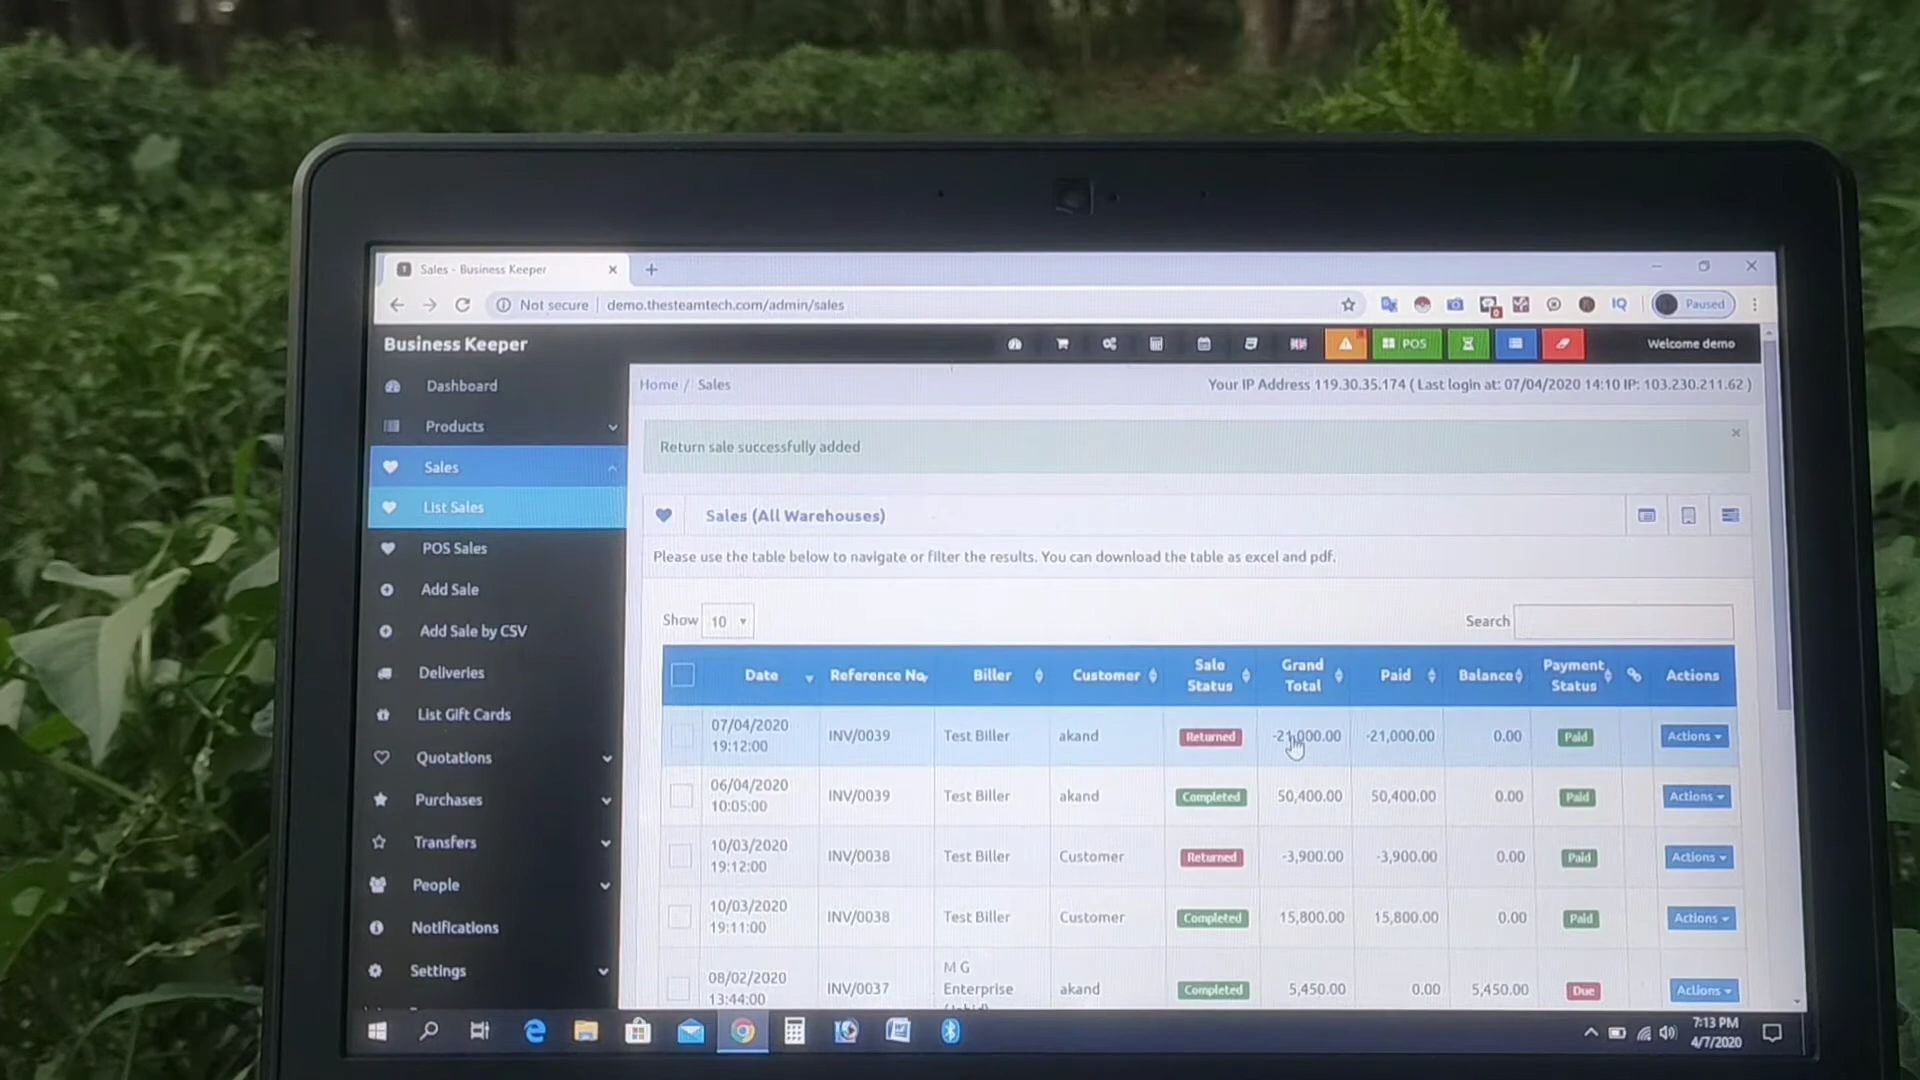 Sales - Business Keeper
Not secure | demo.thesteamtech.com/admin/sales
IQ
Paused
Business Keeper
POS
Welcome demo
Dashboard
Products
Sales
List Sales
POS Sales
Add Sale
Add Sale by CSV
Deliveries
List Gift Cards
Quotations
Purchases
Transfers
People
Notifications
Settings
Home / Sales
Your IP Address 119.30.35.174 ( Last login at: 07/04/2020 14:10 IP: 103.230.211.62 )
Return sale successfully added
Sales (All Warehouses)
Please use the table below to navigate or filter the results. You can download the table as excel and pdf.
Show 10
Search
Date Reference No Biller Customer Sale Status Grand Total Paid Balance Payment Status Actions
07/04/2020 19:12:00 INV/0039 Test Biller akand Returned -21,000.00 -21,000.00 0.00 Paid Actions
06/04/2020 10:05:00 INV/0039 Test Biller akand Completed 50,400.00 50,400.00 0.00 Paid Actions
10/03/2020 19:12:00 INV/0038 Test Biller Customer Returned -3,900.00 -3,900.00 0.00 Paid Actions
10/03/2020 19:11:00 INV/0038 Test Biller Customer Completed 15,800.00 15,800.00 0.00 Paid Actions
08/02/2020 13:44:00 INV/0037 M G Enterprise akand Completed 5,450.00 0.00 5,450.00 Due Actions
7:13 PM
4/7/2020